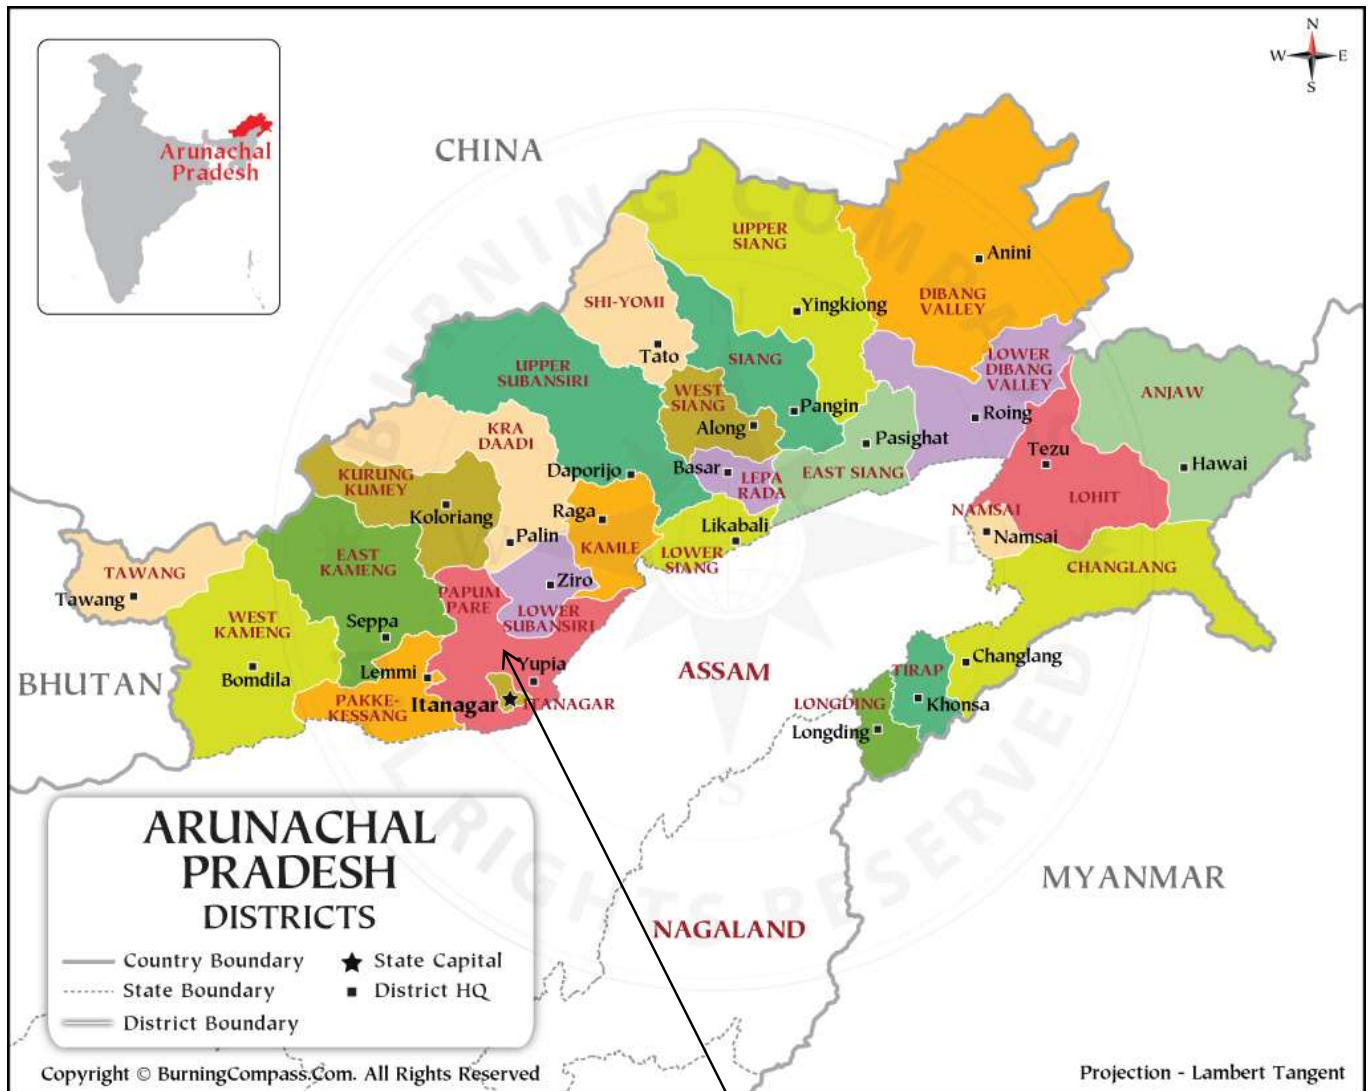 N
W
E
S
Arunachal
Pradesh
CHINA
UPPER
SIANG
Anini
DIBANG
VALLEY
SHI-YOMI
Yingkiong
Tato
SIANG
LOWER
DIBANG
VALLEY
UPPER
SUBANSIRI
WEST
SIANG
ANJAW
Pangin
Roing
Along
KRA
DAADI
Pasighat
Tezu
Hawai
KURUNG
KUMEY
Daporijo
Basar
LEPA
RADA
EAST SIANG
LOHIT
Koloriang
Raga
NAMSAI
Namsai
Palin
Likabali
EAST
KAMENG
KAMLE
LOWER
SIANG
CHANGLANG
TAWANG
Tawang
PAPUM
PARE
Ziro
WEST
KAMENG
LOWER
SUBANSIRI
Seppa
BHUTAN
Bomdila
Lemmi
Yupia
ASSAM
TIRAP
Changlang
PAKKE-
KESSANG
Itanagar
ITANAGAR
LONGDING
Khonsa
Longding
ARUNACHAL
PRADESH
DISTRICTS
Country Boundary
State Capital
State Boundary
District HQ
District Boundary
MYANMAR
NAGALAND
BURNING COMPASS
ALL RIGHTS RESERVED
N
W
E
S
Copyright © BurningCompass.Com. All Rights Reserved
Projection - Lambert Tangent